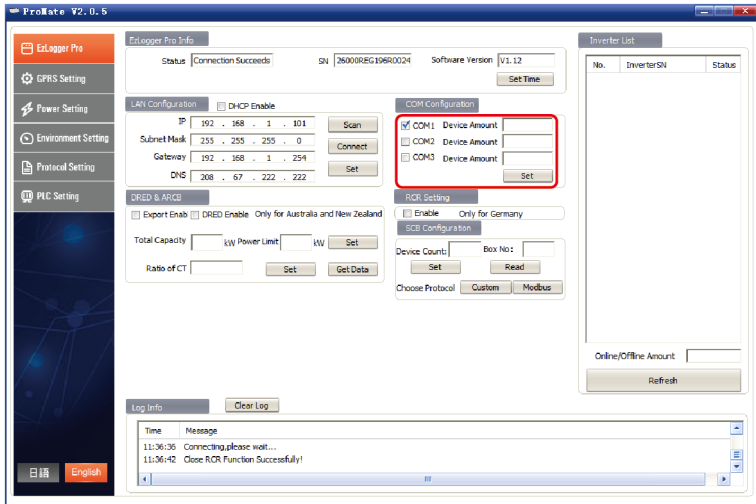 ProMate V2.0.5
EzLogger Pro
GPRS Setting
Power Setting
Environment Setting
Protocol Setting
PLC Setting
日語
English
EzLogger Pro Info
Status Connection Succeeds SN 26000REG196R0024 Software Version V1.12
Set Time
LAN Configuration DHCP Enable
IP 192 . 168 . 1 . 101 Scan
Subnet Mask 255 . 255 . 255 . 0 Connect
Gateway 192 . 168 . 1 . 254
DNS 208 . 67 . 222 . 222 Set
COM Configuration
COM1 Device Amount
COM2 Device Amount
COM3 Device Amount
Set
DRED & ARCB
Export Enab DRED Enable Only for Australia and New Zealand
Total Capacity kW Power Limit kW Set
Ratio of CT Set Get Data
RCR Setting
Enable Only for Germany
SCB Configuration
Device Count: Box No:
Set Read
Choose Protocol Custom Modbus
Inverter List
No. InverterSN Status
Online/Offline Amount
Refresh
Log Info Clear Log
Time Message
11:36:36 Connecting,please wait...
11:36:42 Close RCR Function Successfully!